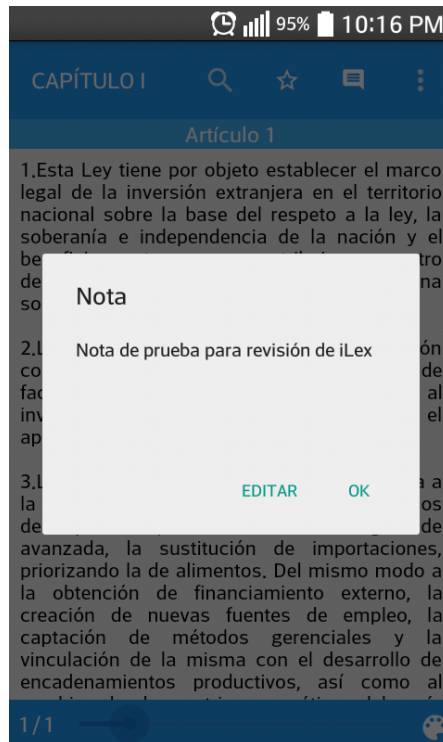 95% 10:16 PM
CAPÍTULO I
Artículo 1
1.Esta Ley tiene por objeto establecer el marco
legal de la inversión extranjera en el territorio
nacional sobre la base del respeto a la ley, la
soberanía e independencia de la nación y el
Nota
Nota de prueba para revisión de iLex
EDITAR OK
avanzada, la sustitución de importaciones,
priorizando la de alimentos. Del mismo modo a
la obtención de financiamiento externo, la
creación de nuevas fuentes de empleo, la
captación de métodos gerenciales y la
vinculación de la misma con el desarrollo de
encadenamientos productivos, así como al
1/1